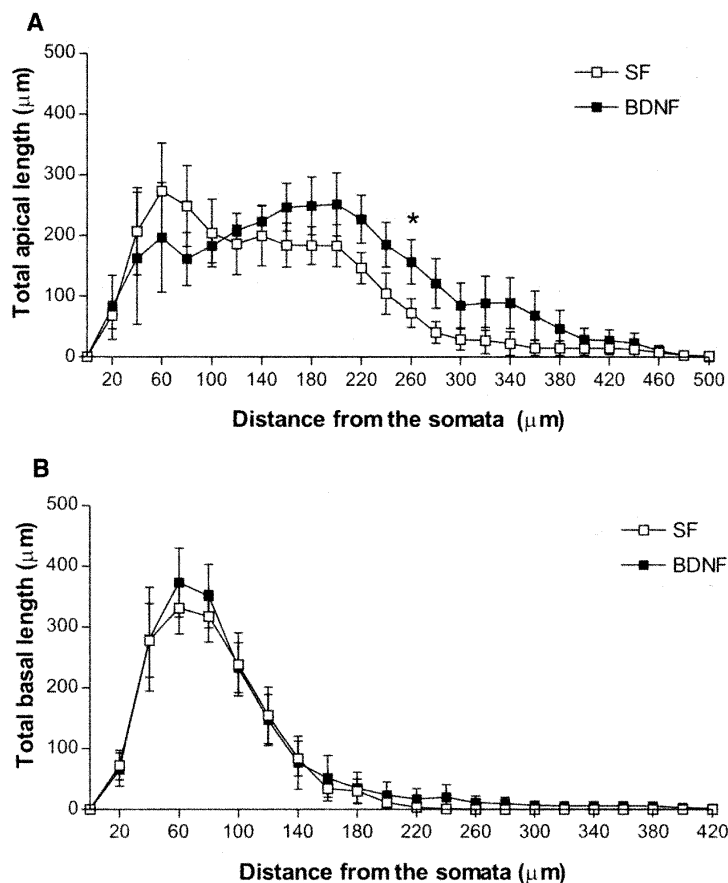 A
500
400
300
200
100
0
Total apical length (μm)
SF
BDNF
*
20 60 100 140 180 220 260 300 340 380 420 460 500
Distance from the somata (μm)
B
500
400
300
200
100
0
Total basal length (μm)
SF
BDNF
20 60 100 140 180 220 260 300 340 380 420
Distance from the somata (μm)